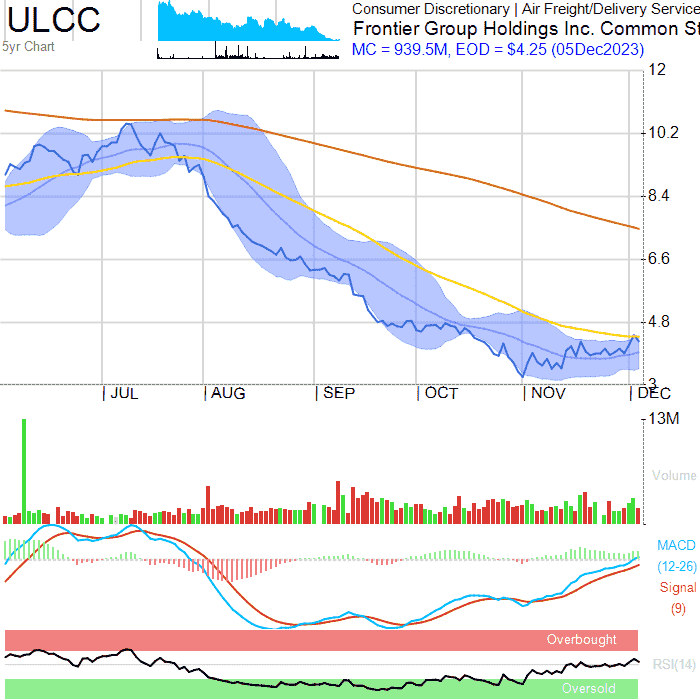 ULCC
5yr Chart
Consumer Discretionary | Air Freight/Delivery Service
Frontier Group Holdings Inc. Common St
MC = 939.5M, EOD = $4.25 (05Dec2023)
12
10.2
8.4
6.6
4.8
3
JUL AUG SEP OCT NOV DEC
13M
Volume
MACD
(12-26)
Signal
(9)
Overbought
RSI(14)
Oversold